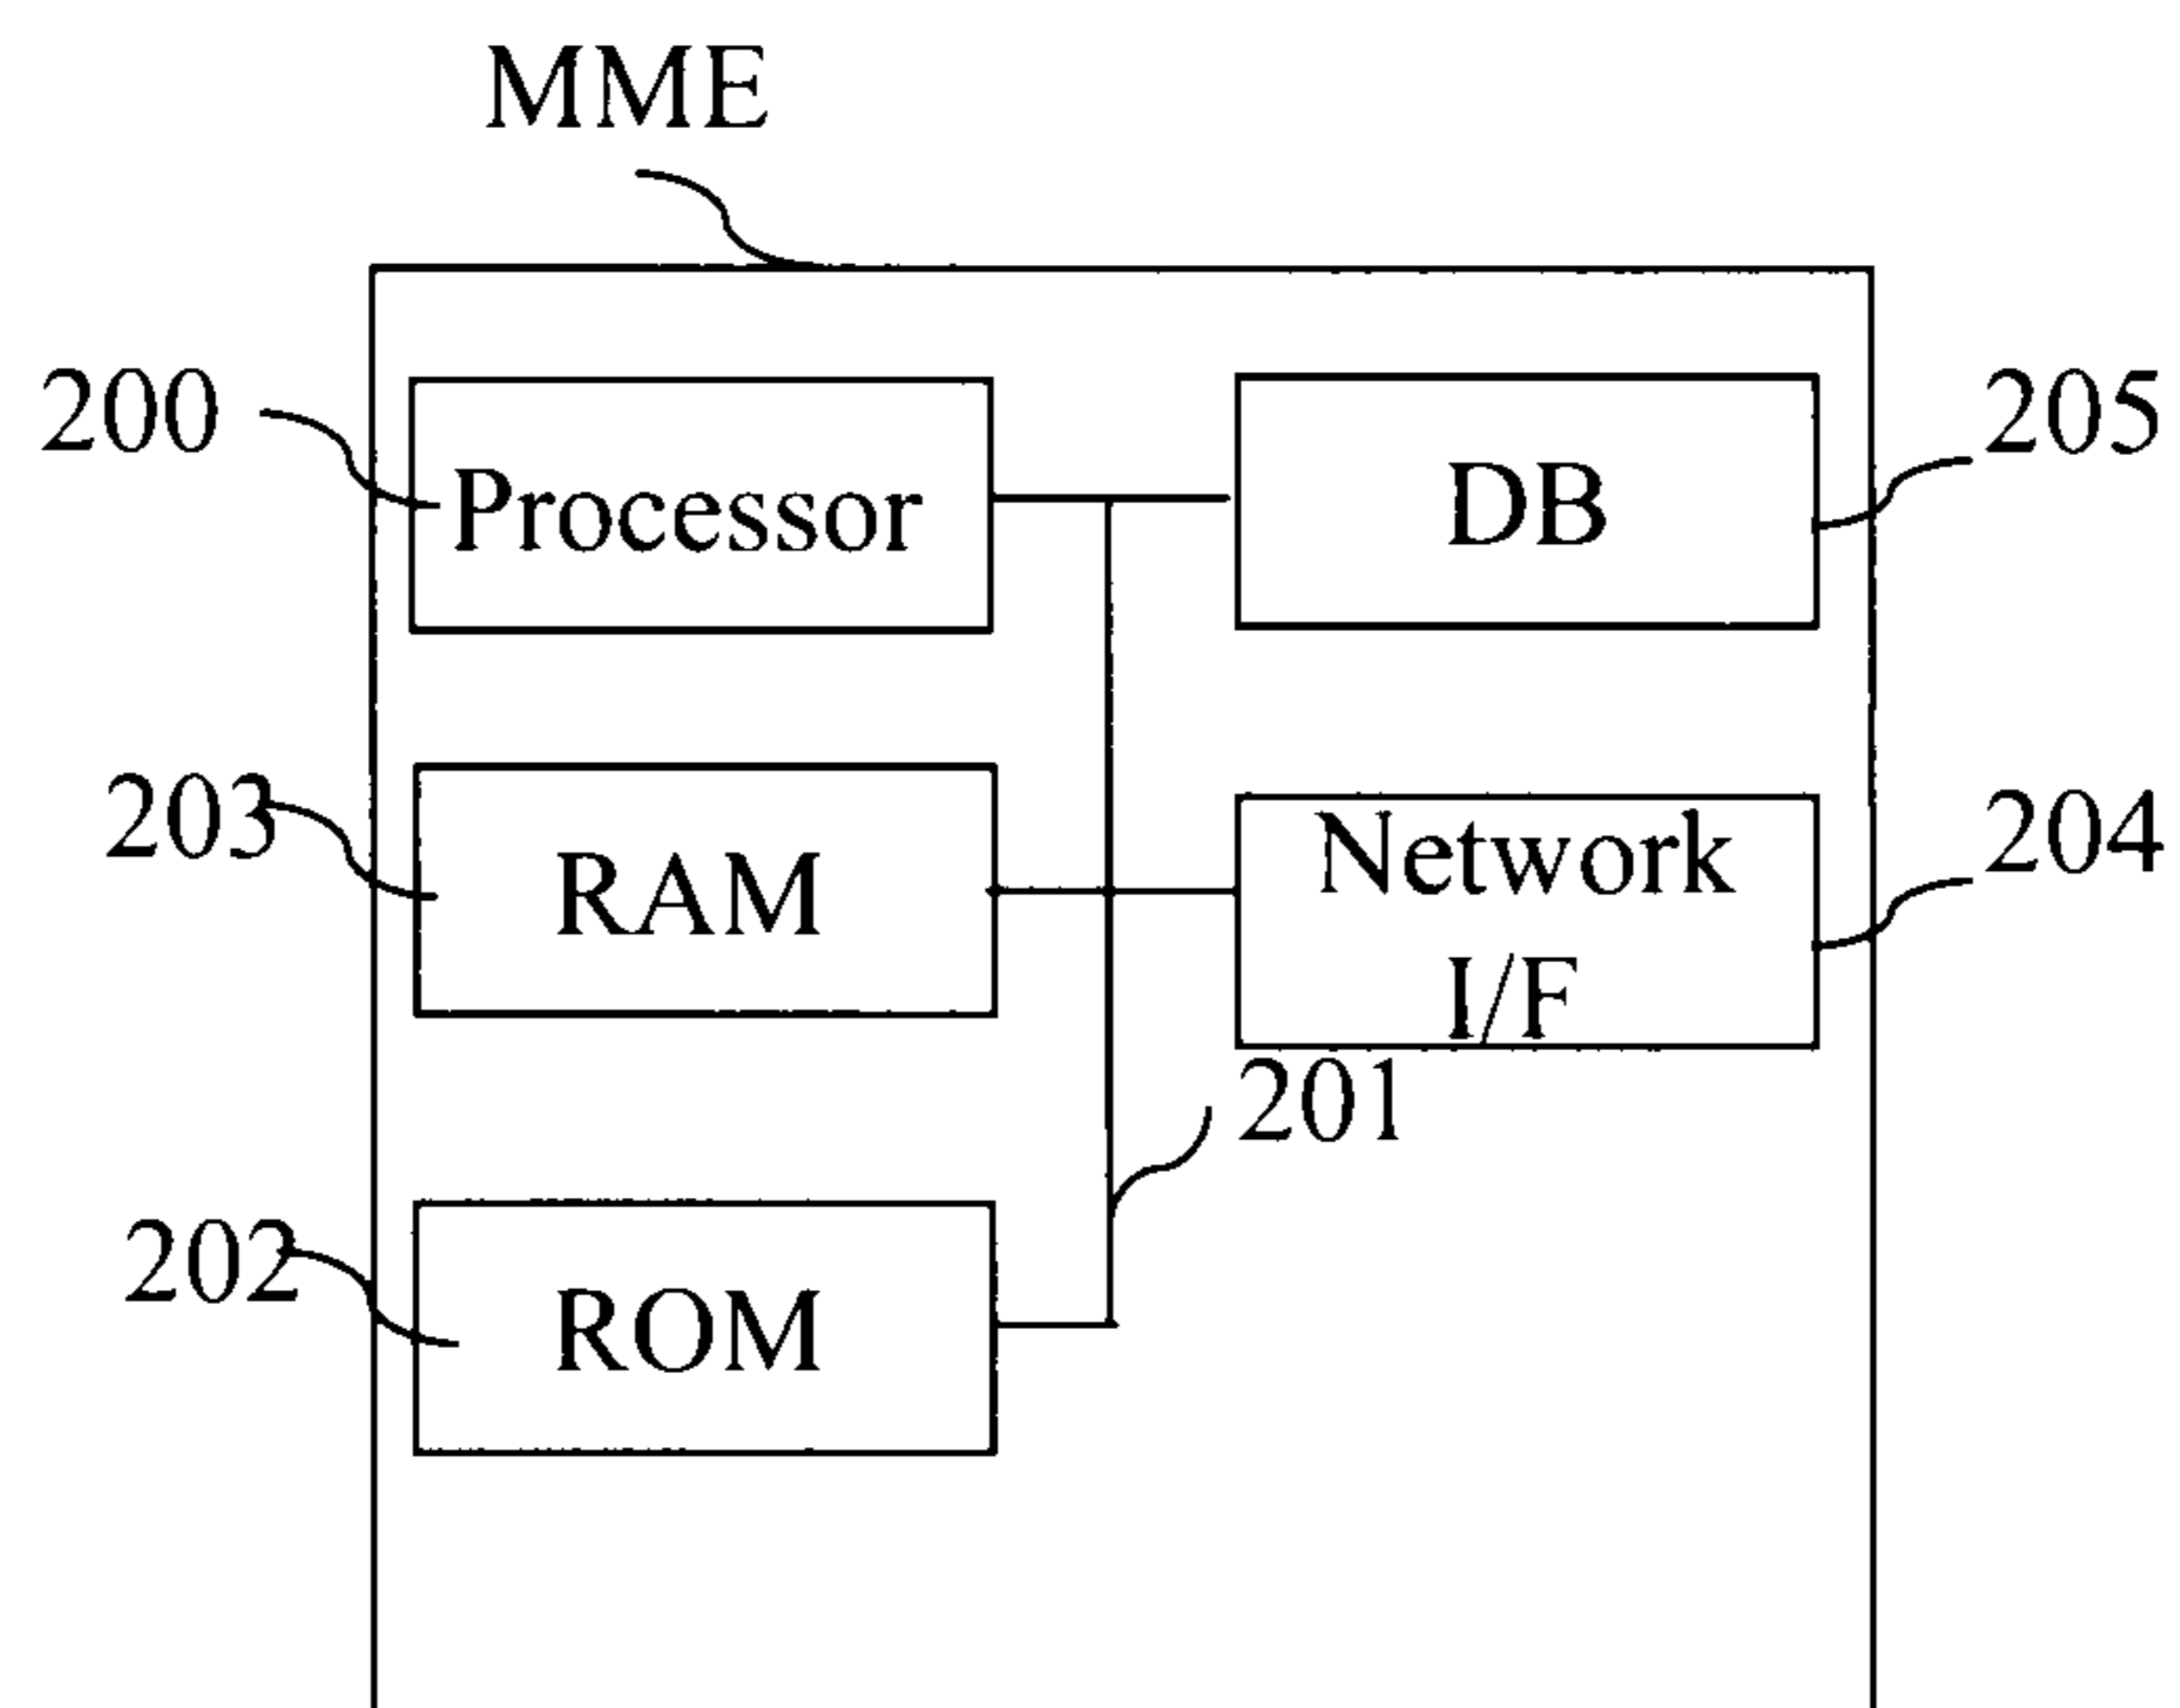 MME
200
Processor
DB
205
203
RAM
Network
I/F
204
201
202
ROM